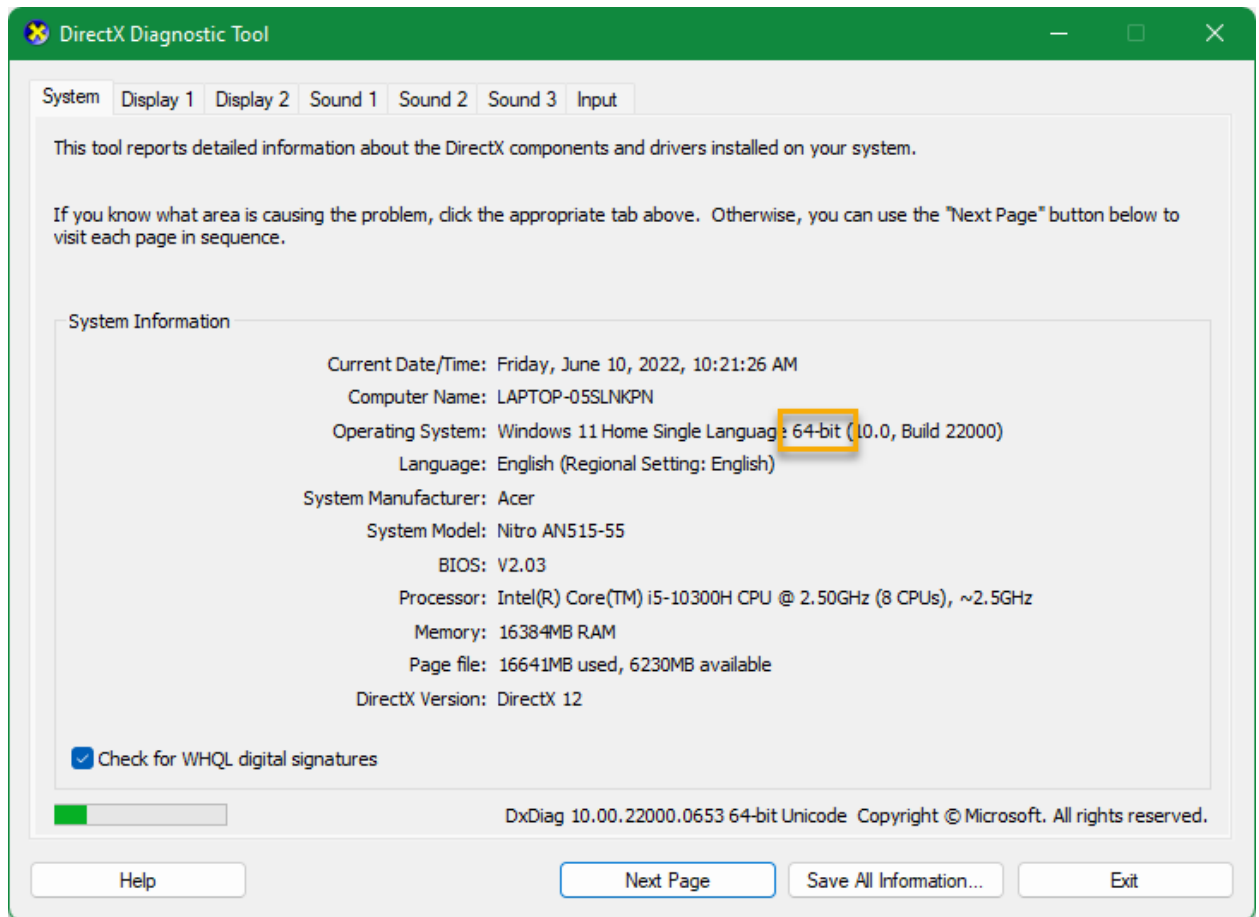 DirectX Diagnostic Tool
System Display 1 Display 2 Sound 1 Sound 2 Sound 3 Input
This tool reports detailed information about the DirectX components and drivers installed on your system.
If you know what area is causing the problem, click the appropriate tab above.  Otherwise, you can use the "Next Page" button below to
visit each page in sequence.
System Information
Current Date/Time: Friday, June 10, 2022, 10:21:26 AM
Computer Name: LAPTOP-05SLNKPN
Operating System: Windows 11 Home Single Language 64-bit (10.0, Build 22000)
Language: English (Regional Setting: English)
System Manufacturer: Acer
System Model: Nitro AN515-55
BIOS: V2.03
Processor: Intel(R) Core(TM) i5-10300H CPU @ 2.50GHz (8 CPUs), ~2.5GHz
Memory: 16384MB RAM
Page file: 16641MB used, 6230MB available
DirectX Version: DirectX 12
Check for WHQL digital signatures
DxDiag 10.00.22000.0653 64-bit Unicode  Copyright © Microsoft. All rights reserved.
Help Next Page Save All Information... Exit